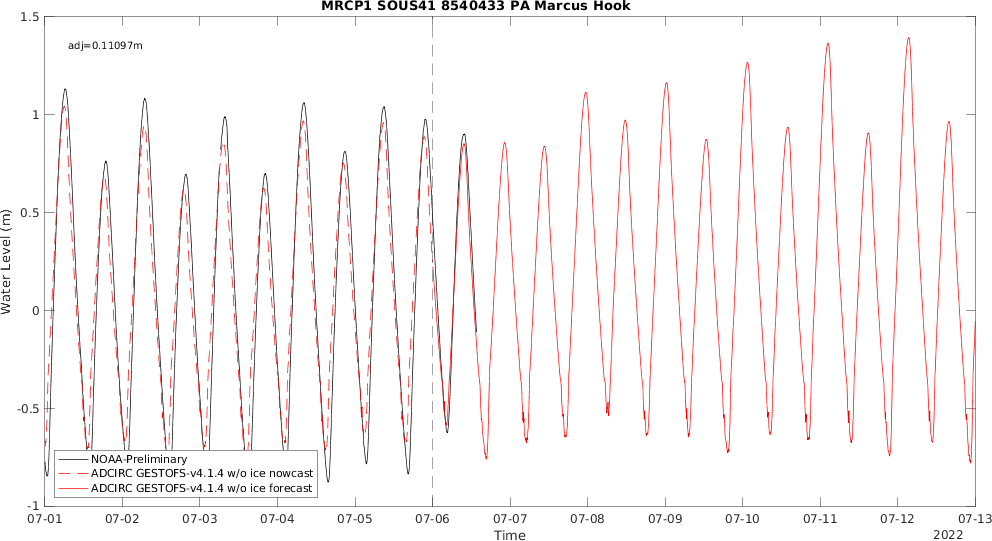 MRCP1 SOUS41 8540433 PA Marcus Hook
1.5
adj=0.11097m
1
0.5
Water Level (m)
0
-0.5
NOAA-Preliminary
ADCIRC GESTOFS-v4.1.4 w/o ice nowcast
ADCIRC GESTOFS-v4.1.4 w/o ice forecast
-1
07-01 07-02 07-03 07-04 07-05 07-06 07-07 07-08 07-09 07-10 07-11 07-12 07-13
Time
2022